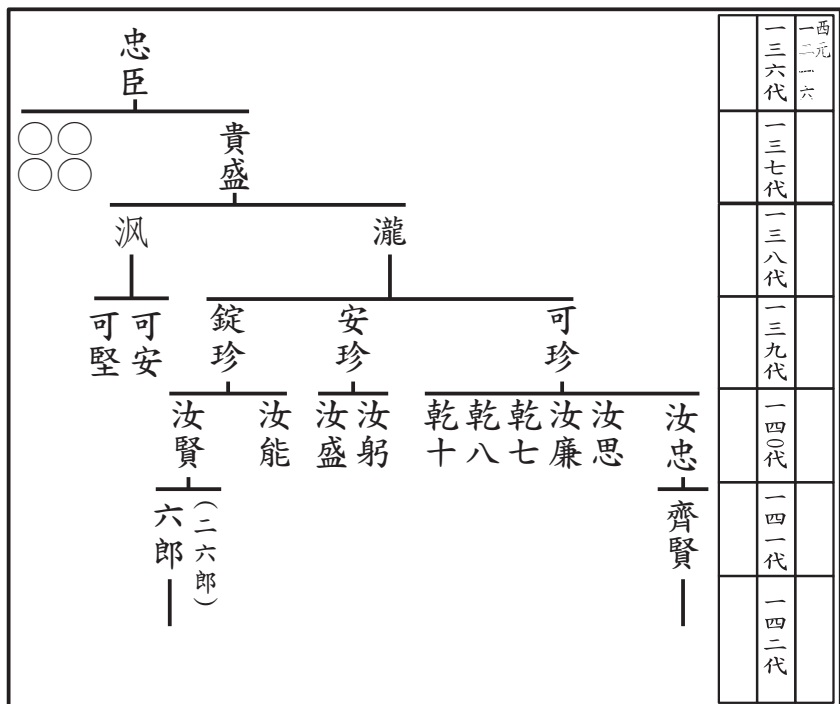 西元
一二一六
一三六代
一三七代
一三八代
一三九代
一四〇代
一四一代
一四二代
忠臣
貴盛
瀧
沨
可珍
安珍
錠珍
可安
可堅
汝忠
汝思
汝廉
乾七
乾八
乾十
汝躬
汝盛
汝能
汝賢
齊賢
(二六郎)
六郎